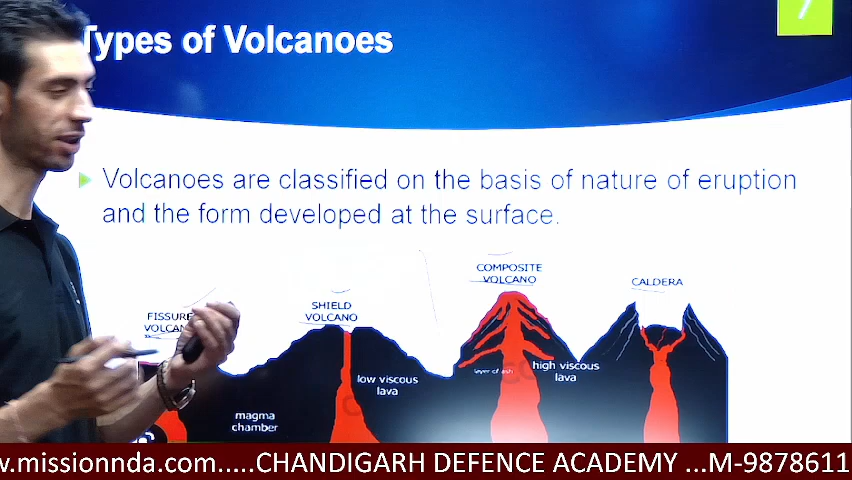 7
Types of Volcanoes
Volcanoes are classified on the basis of nature of eruption
and the form developed at the surface.
COMPOSITE
VOLCANO
CALDERA
SHIELD
VOLCANO
FISSURE
low viscous
lava
layer of ash
high viscous
lava
magma
chamber
w.missionnda.com.....CHANDIGARH DEFENCE ACADEMY ...M-9878611